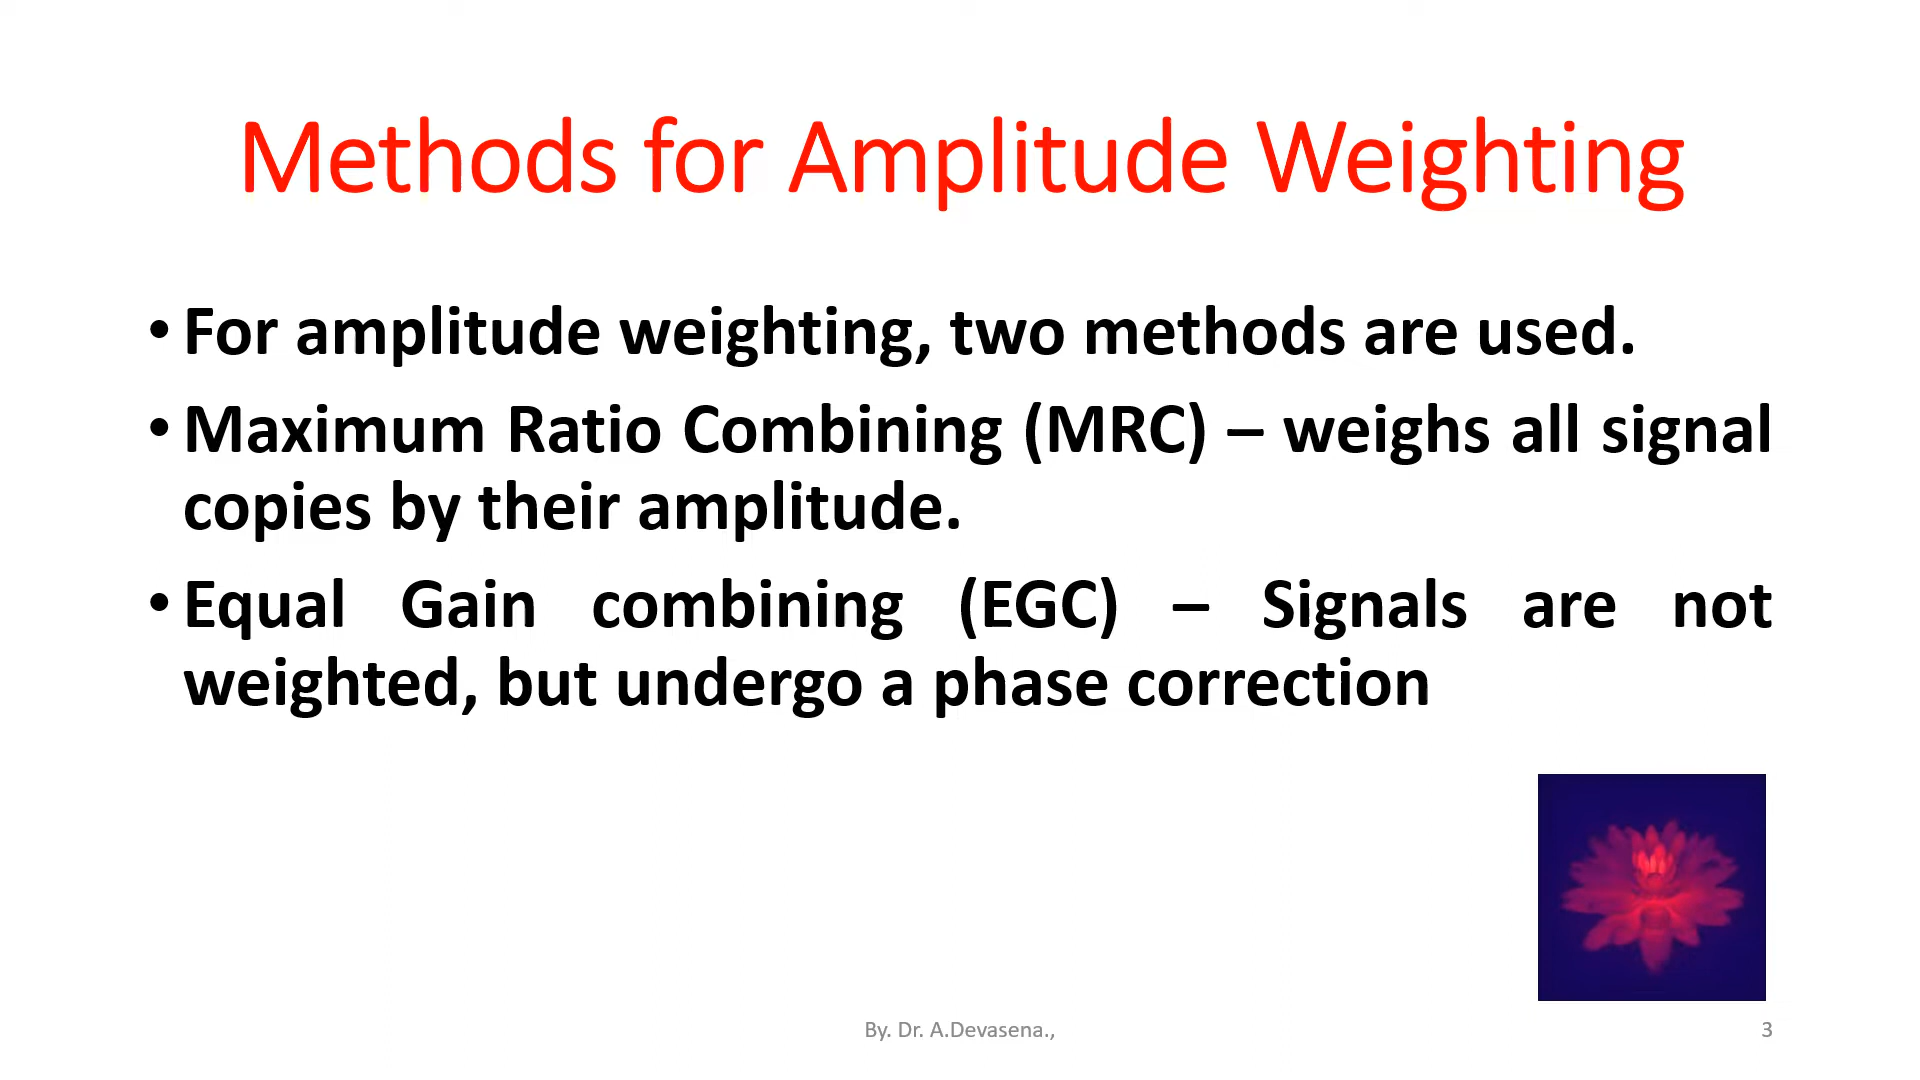 Methods for Amplitude Weighting
• For amplitude weighting, two methods are used.
• Maximum Ratio Combining (MRC) – weighs all signal
copies by their amplitude.
• Equal Gain combining (EGC) – Signals are not
weighted, but undergo a phase correction
By. Dr. A.Devasena.,
3